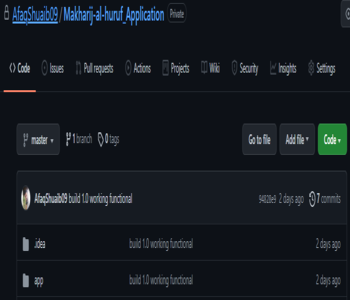 AfaqShuaib09 / Makharij-al-huruf_Application Private
Code Issues Pull requests Actions Projects Wiki Security Insights Settings
master 1 branch 0 tags Go to file Add file Code
AfaqShuaib09 build 1.0 working functional 2 days ago 7 commits
.idea build 1.0 working functional 2 days ago
app build 1.0 working functional 2 days ago